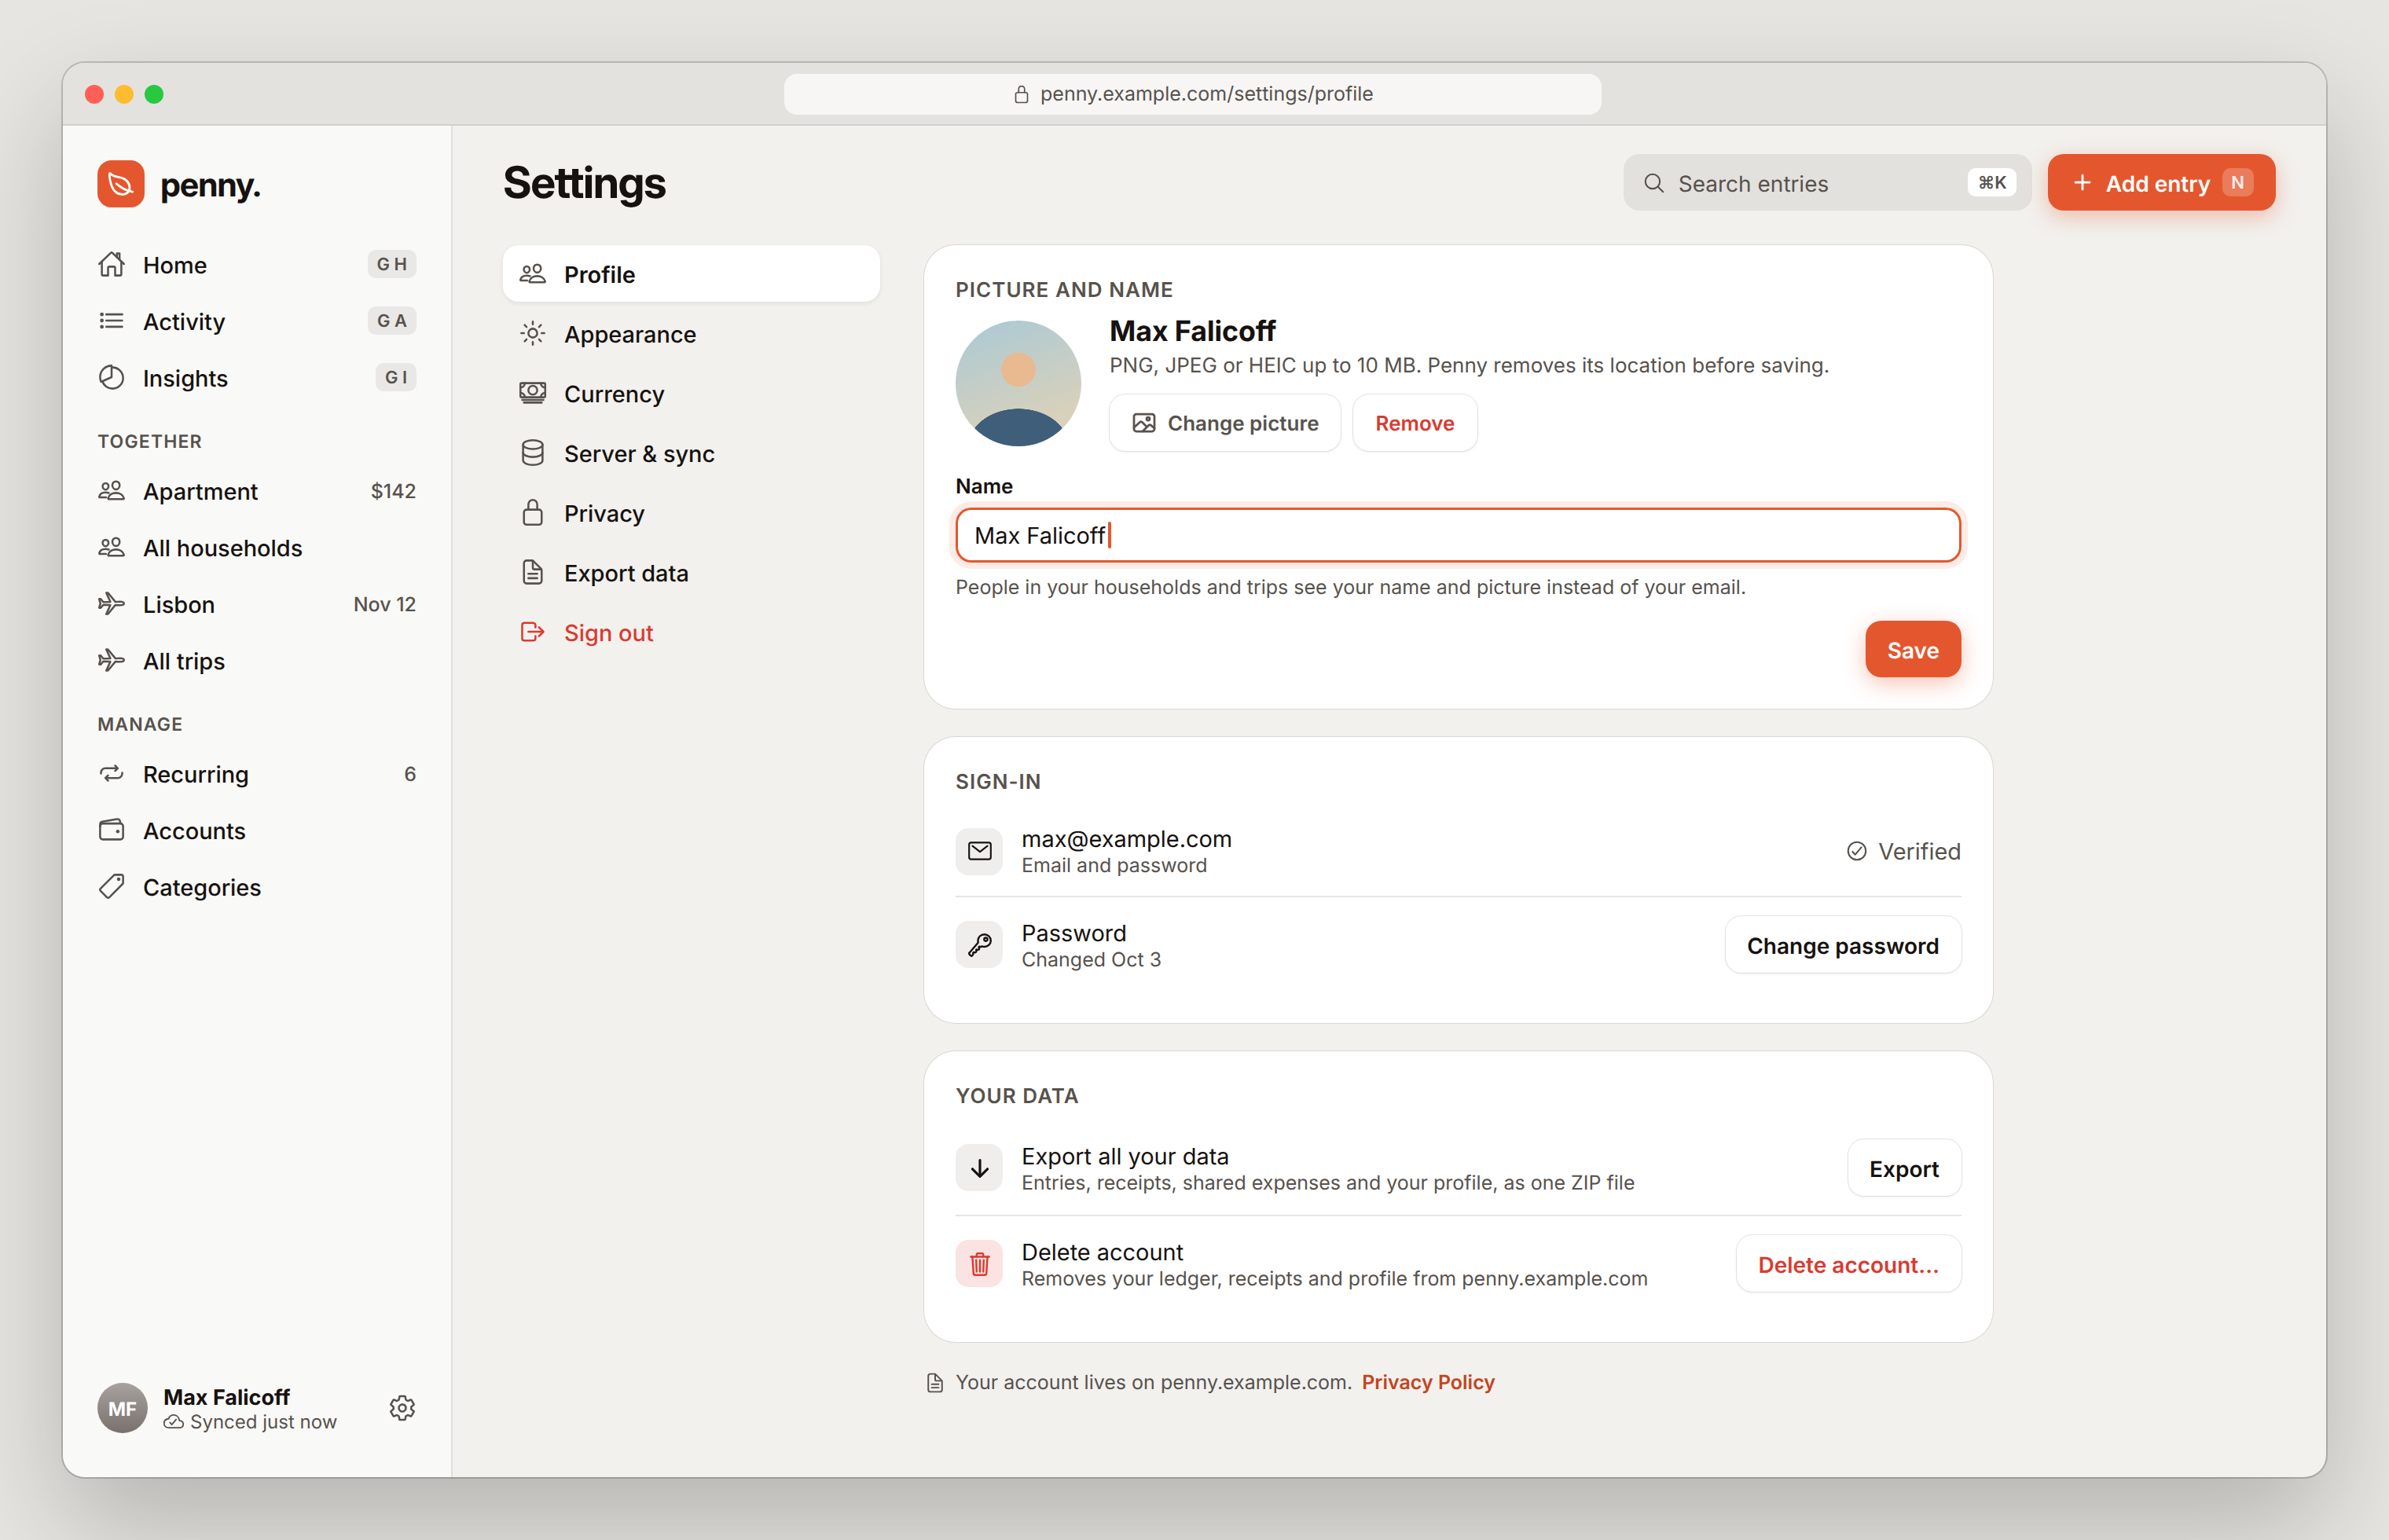 penny.example.com/settings/profile
penny.
Home G H
Activity G A
Insights G I
TOGETHER
Apartment $142
All households
Lisbon Nov 12
All trips
MANAGE
Recurring 6
Accounts
Categories
MF
Max Falicoff
Synced just now
Settings
Search entries ⌘K
Add entry N
Profile
Appearance
Currency
Server & sync
Privacy
Export data
Sign out
PICTURE AND NAME
Max Falicoff
PNG, JPEG or HEIC up to 10 MB. Penny removes its location before saving.
Change picture
Remove
Name
Max Falicoff
People in your households and trips see your name and picture instead of your email.
Save
SIGN-IN
max@example.com
Email and password
Verified
Password
Changed Oct 3
Change password
YOUR DATA
Export all your data
Entries, receipts, shared expenses and your profile, as one ZIP file
Export
Delete account
Removes your ledger, receipts and profile from penny.example.com
Delete account...
Your account lives on penny.example.com. Privacy Policy